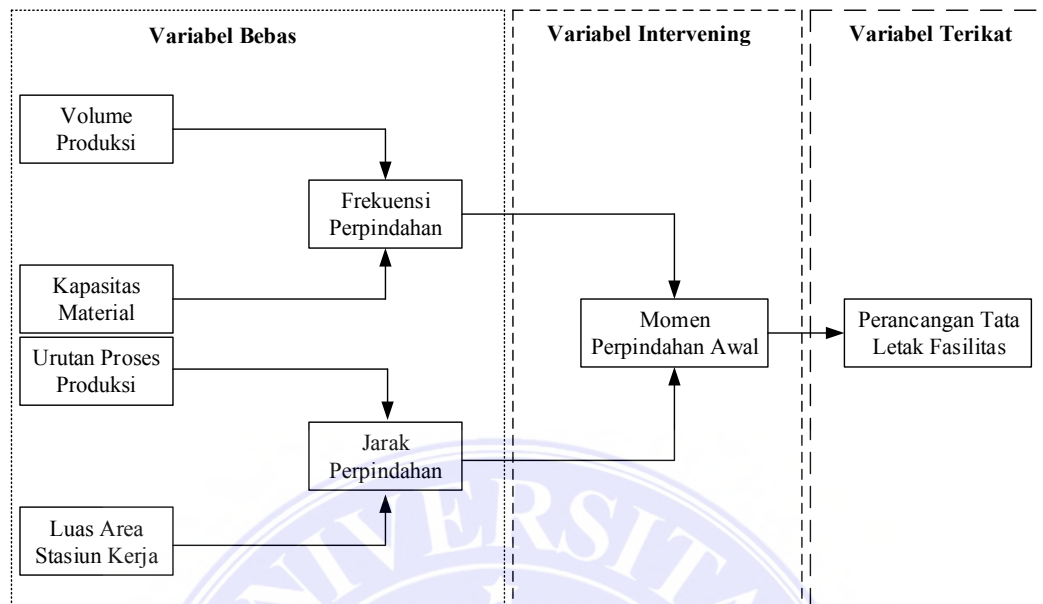 Variabel Bebas
Variabel Intervening
Variabel Terikat
Volume
Produksi
Frekuensi
Perpindahan
Kapasitas
Material
Urutan Proses
Produksi
Jarak
Perpindahan
Luas Area
Stasiun Kerja
Momen
Perpindahan Awal
Perancangan Tata
Letak Fasilitas
UNIVERSITA